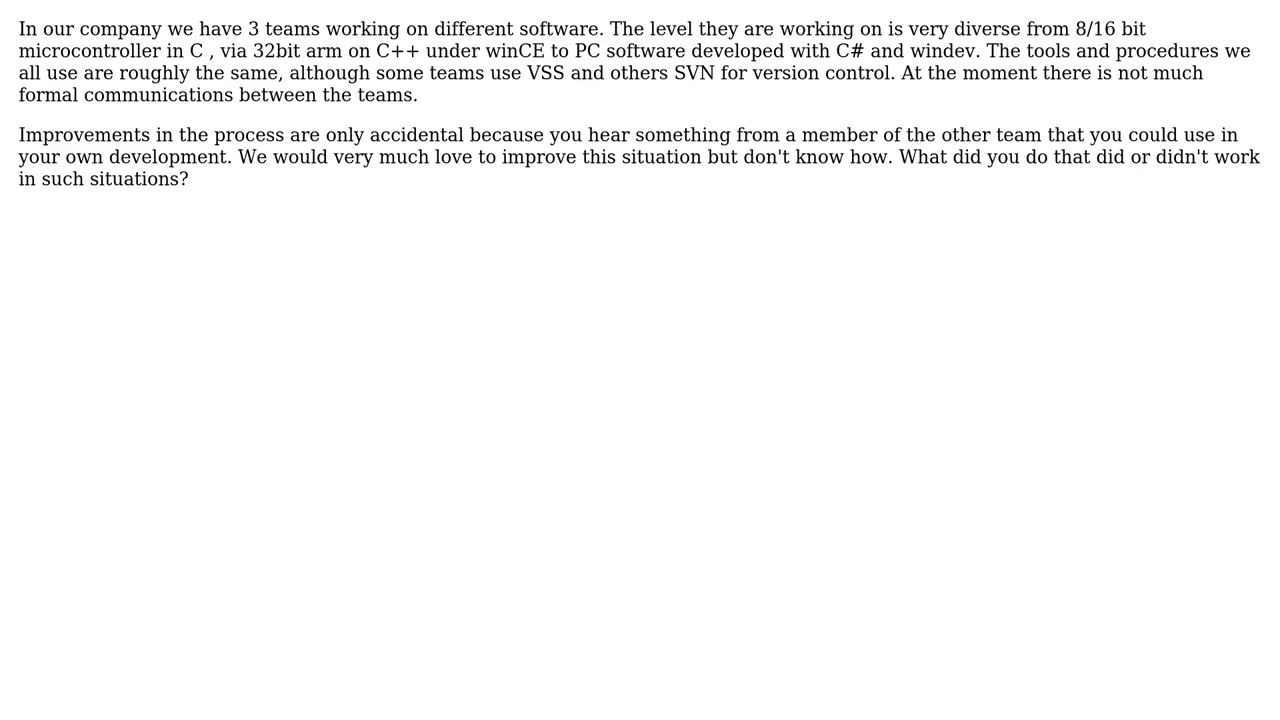 In our company we have 3 teams working on different software. The level they are working on is very diverse from 8/16 bit
microcontroller in C , via 32bit arm on C++ under winCE to PC software developed with C# and windev. The tools and procedures we
all use are roughly the same, although some teams use VSS and others SVN for version control. At the moment there is not much
formal communications between the teams.
Improvements in the process are only accidental because you hear something from a member of the other team that you could use in
your own development. We would very much love to improve this situation but don't know how. What did you do that did or didn't work
in such situations?